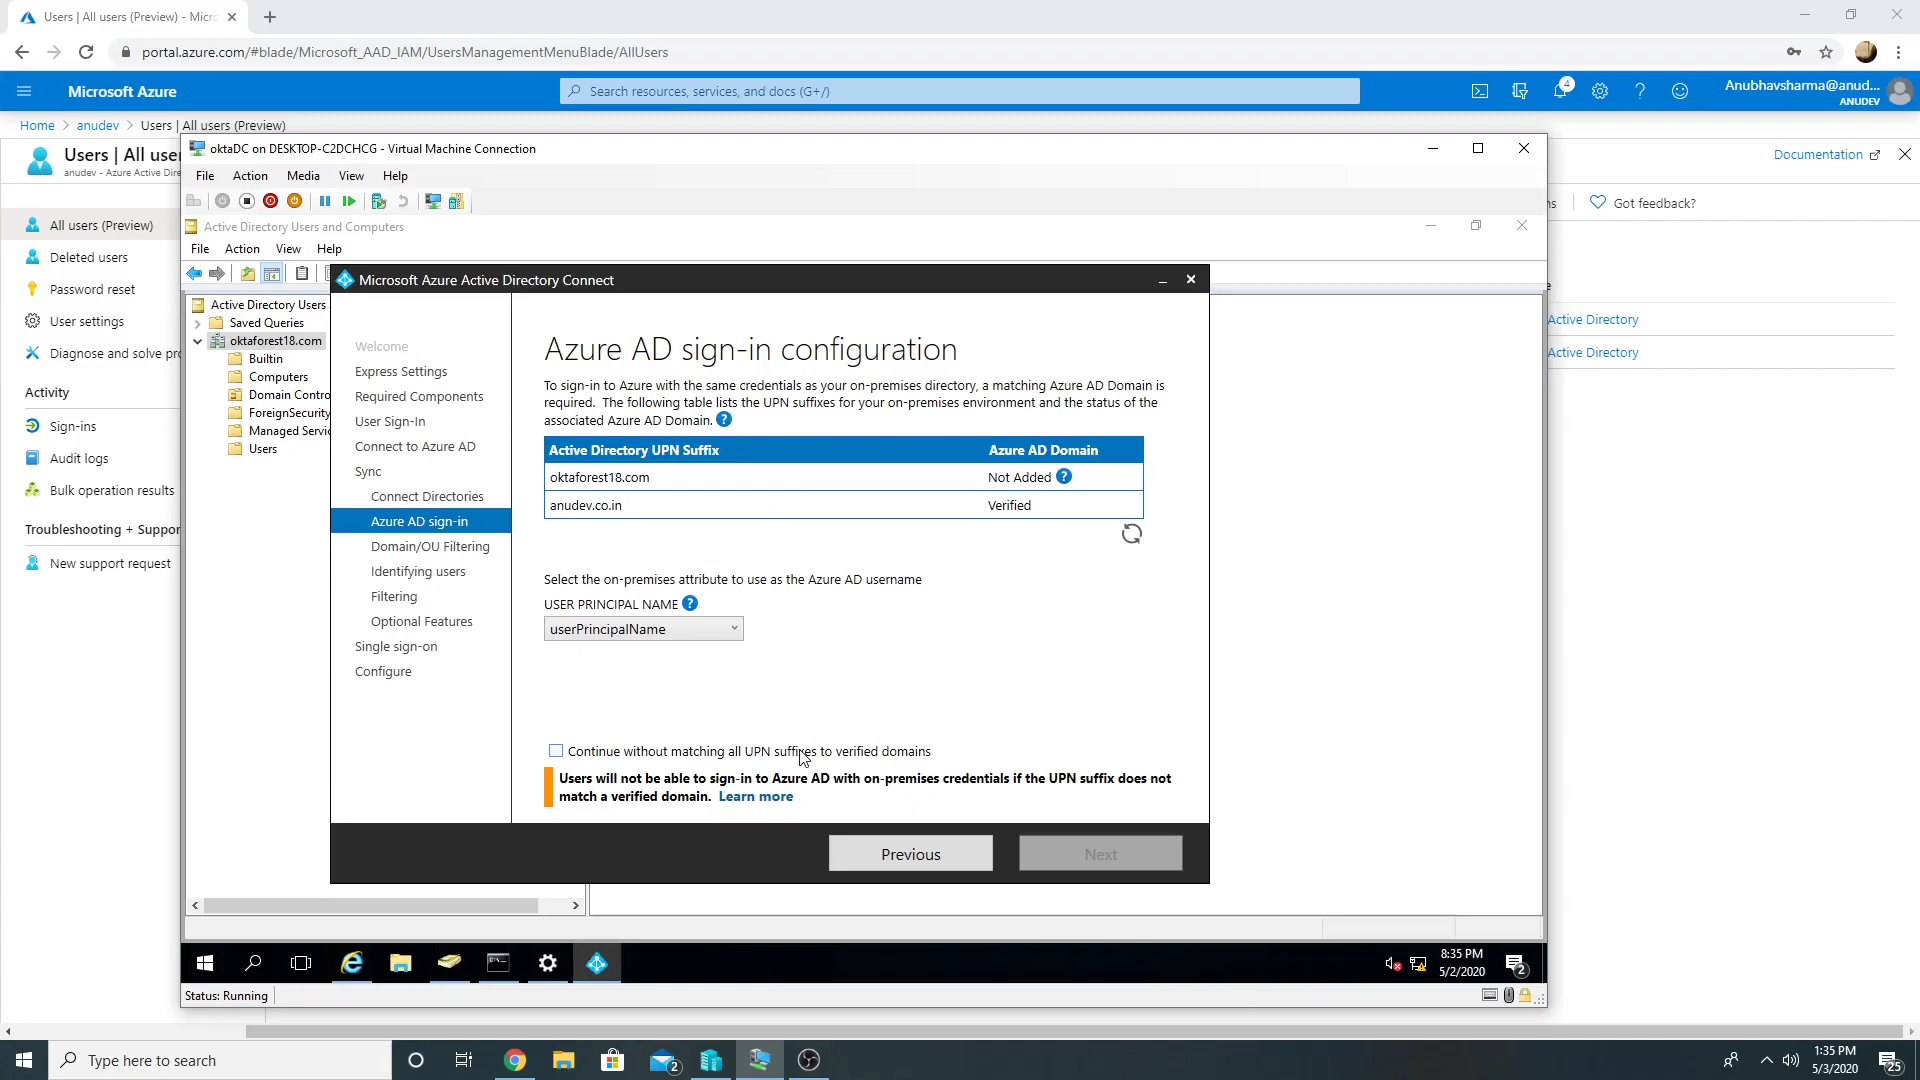 Users | All users (Preview) - Micr
portal.azure.com/#blade/Microsoft_AAD_IAM/UsersManagementMenuBlade/AllUsers
Microsoft Azure
Search resources, services, and docs (G+/)
4
Anubhavsharma@anud...
ANUDEV
Home > anudev > Users | All users (Preview)
Users | All user
anudev - Azure Active Dire
Documentation
Got feedback?
All users (Preview)
Deleted users
Password reset
User settings
Diagnose and solve pro
Activity
Sign-ins
Audit logs
Bulk operation results
Troubleshooting + Suppor
New support request
Active Directory
Active Directory
oktaDC on DESKTOP-C2DCHCG - Virtual Machine Connection
File Action Media View Help
Active Directory Users and Computers
File Action View Help
Active Directory Users
Saved Queries
oktaforest18.com
Builtin
Computers
Domain Contro
ForeignSecurity
Managed Servic
Users
Microsoft Azure Active Directory Connect
Welcome
Express Settings
Required Components
User Sign-In
Connect to Azure AD
Sync
Connect Directories
Azure AD sign-in
Domain/OU Filtering
Identifying users
Filtering
Optional Features
Single sign-on
Configure
Azure AD sign-in configuration
To sign-in to Azure with the same credentials as your on-premises directory, a matching Azure AD Domain is
required. The following table lists the UPN suffixes for your on-premises environment and the status of the
associated Azure AD Domain. ?
Active Directory UPN Suffix Azure AD Domain
oktaforest18.com Not Added ?
anudev.co.in Verified
Select the on-premises attribute to use as the Azure AD username
USER PRINCIPAL NAME ?
userPrincipalName
Continue without matching all UPN suffixes to verified domains
Users will not be able to sign-in to Azure AD with on-premises credentials if the UPN suffix does not
match a verified domain. Learn more
Previous Next
8:35 PM
5/2/2020
2
Status: Running
Type here to search
2
1:35 PM
5/3/2020
25